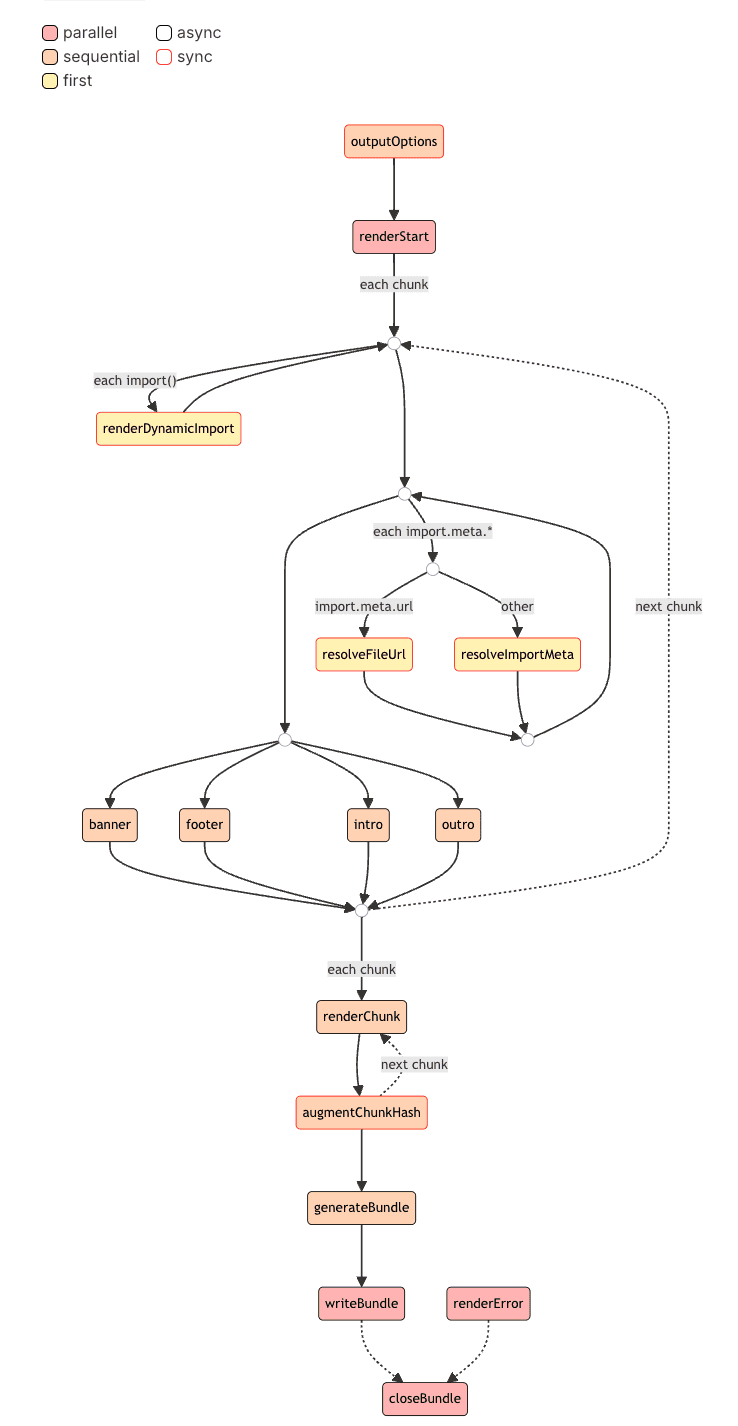 parallel
async
sequential
sync
first
outputOptions
renderStart
each chunk
each import()
renderDynamicImport
each import.meta.*
import.meta.url
other
next chunk
resolveFileUrl
resolveImportMeta
banner
footer
intro
outro
each chunk
renderChunk
next chunk
augmentChunkHash
generateBundle
writeBundle
renderError
closeBundle